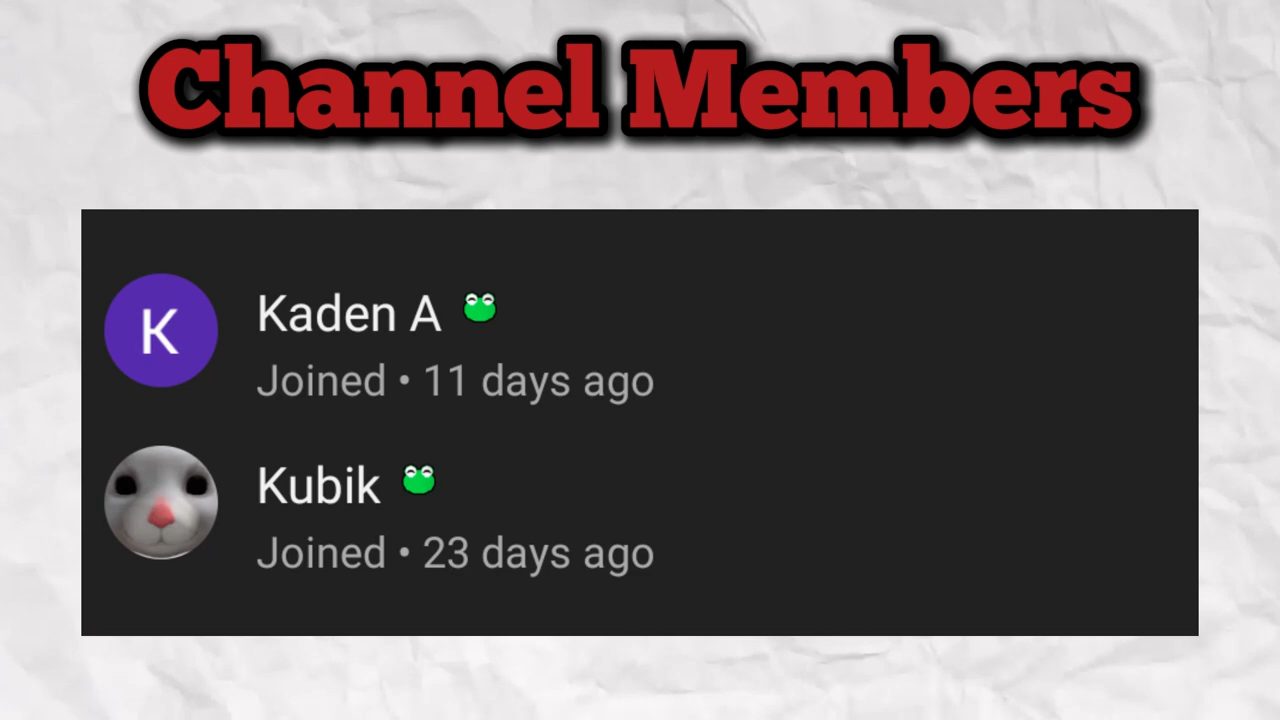 Channel Members
K
Kaden A
Joined • 11 days ago
Kubik
Joined • 23 days ago